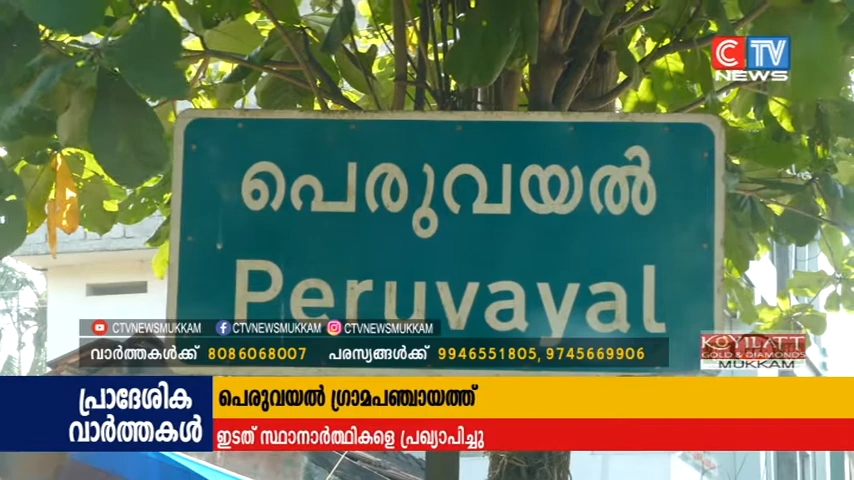 CTV
NEWS
പെരുവയൽ
Peruvayal
CTVNEWSMUKKAM CTVNEWSMUKKAM CTVNEWSMUKKAM
വാർത്തകൾക്ക് 8086068007 പരസ്യങ്ങൾക്ക് 9946551805, 9745669906
KOYILATT
GOLD & DIAMONDS
MUKKAM
പ്രാദേശിക
വാർത്തകൾ
പെരുവയൽ ഗ്രാമപഞ്ചായത്ത്
ഇടത് സ്ഥാനാർത്ഥികളെ പ്രഖ്യാപിച്ചു